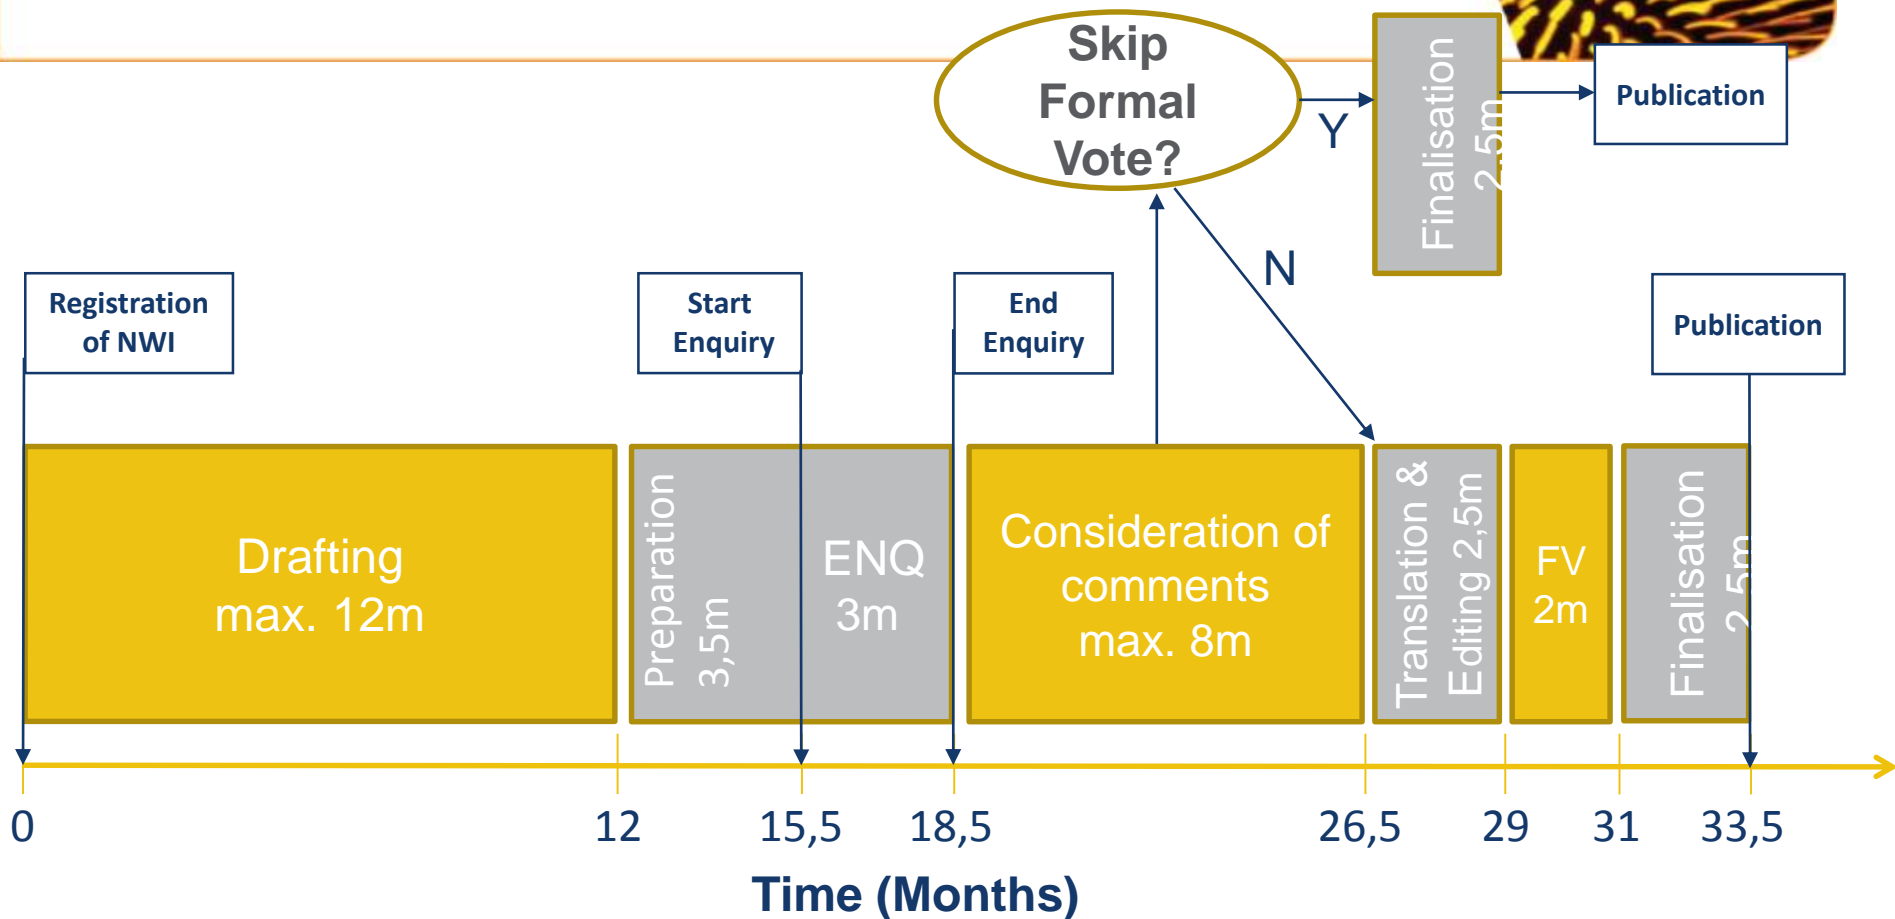 Skip
Formal
Vote?
Y
Finalisation
2,5m
Publication
N
Registration
of NWI
Start
Enquiry
End
Enquiry
Publication
Drafting
max. 12m
Preparation
3,5m
ENQ
3m
Consideration of
comments
max. 8m
Translation &
Editing 2,5m
FV
2m
Finalisation
2,5m
0
12
15,5
18,5
26,5
29
31
33,5
Time (Months)